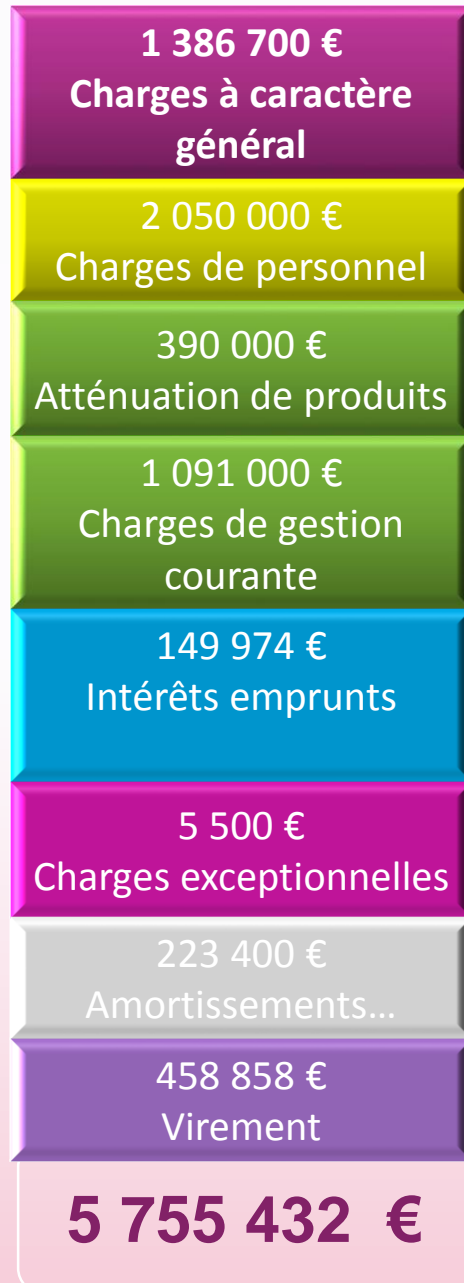 1 386 700 €
Charges à caractère
général
2 050 000 €
Charges de personnel
390 000 €
Atténuation de produits
1 091 000 €
Charges de gestion
courante
149 974 €
Intérêts emprunts
5 500 €
Charges exceptionnelles
223 400 €
Amortissements…
458 858 €
Virement
5 755 432 €